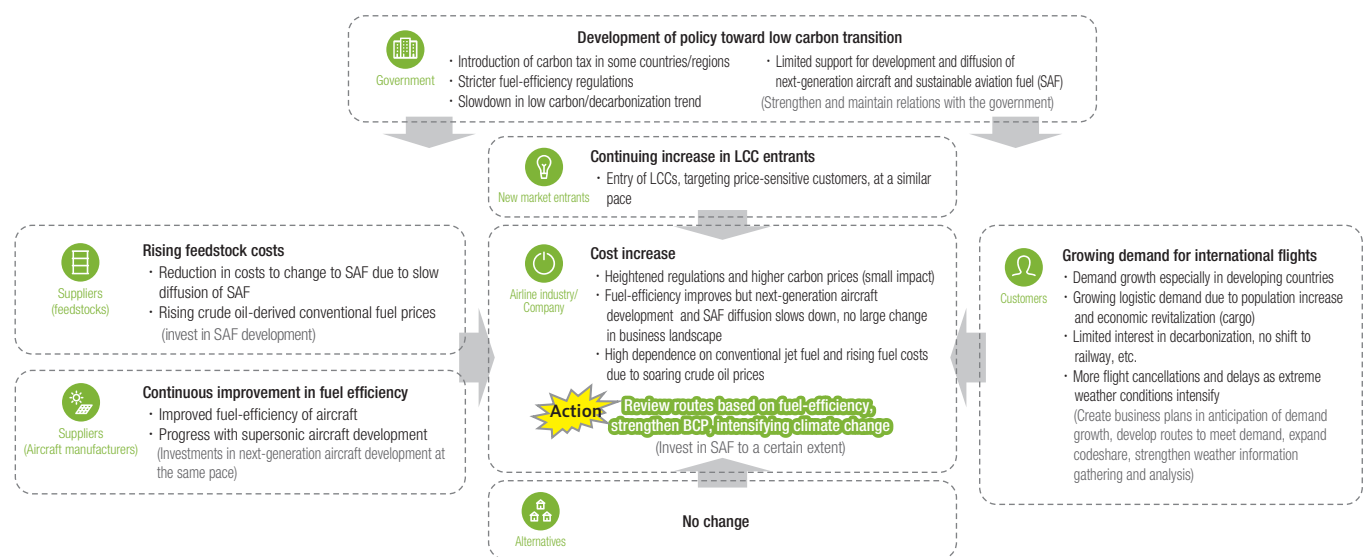 Development of policy toward low carbon transition
Government
・Introduction of carbon tax in some countries/regions
・Stricter fuel-efficiency regulations
・Slowdown in low carbon/decarbonization trend
・Limited support for development and diffusion of
next-generation aircraft and sustainable aviation fuel (SAF)
(Strengthen and maintain relations with the government)
New market entrants
Continuing increase in LCC entrants
・Entry of LCCs, targeting price-sensitive customers, at a similar
pace
Suppliers
(feedstocks)
Rising feedstock costs
・Reduction in costs to change to SAF due to slow
diffusion of SAF
・Rising crude oil-derived conventional fuel prices
(invest in SAF development)
Suppliers
(Aircraft manufacturers)
Continuous improvement in fuel efficiency
・Improved fuel-efficiency of aircraft
・Progress with supersonic aircraft development
(Investments in next-generation aircraft development at
the same pace)
Airline industry/
Company
Cost increase
・Heightened regulations and higher carbon prices (small impact)
・Fuel-efficiency improves but next-generation aircraft
development and SAF diffusion slows down, no large change
in business landscape
・High dependence on conventional jet fuel and rising fuel costs
due to soaring crude oil prices
Action
Review routes based on fuel-efficiency,
strengthen BCP, intensifying climate change
(Invest in SAF to a certain extent)
Customers
Growing demand for international flights
・Demand growth especially in developing countries
・Growing logistic demand due to population increase
and economic revitalization (cargo)
・Limited interest in decarbonization, no shift to
railway, etc.
・More flight cancellations and delays as extreme
weather conditions intensify
(Create business plans in anticipation of demand
growth, develop routes to meet demand, expand
codeshare, strengthen weather information
gathering and analysis)
Alternatives
No change